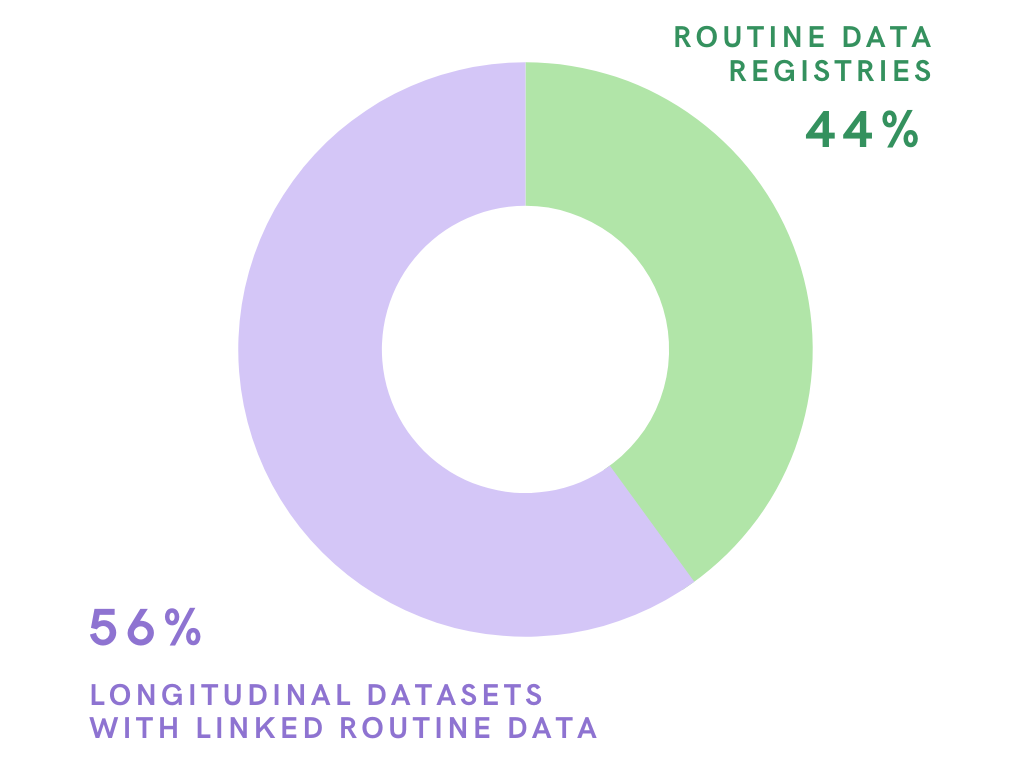 ROUTINE DATA
REGISTRIES
44%
56%
LONGITUDINAL DATASETS
WITH LINKED ROUTINE DATA